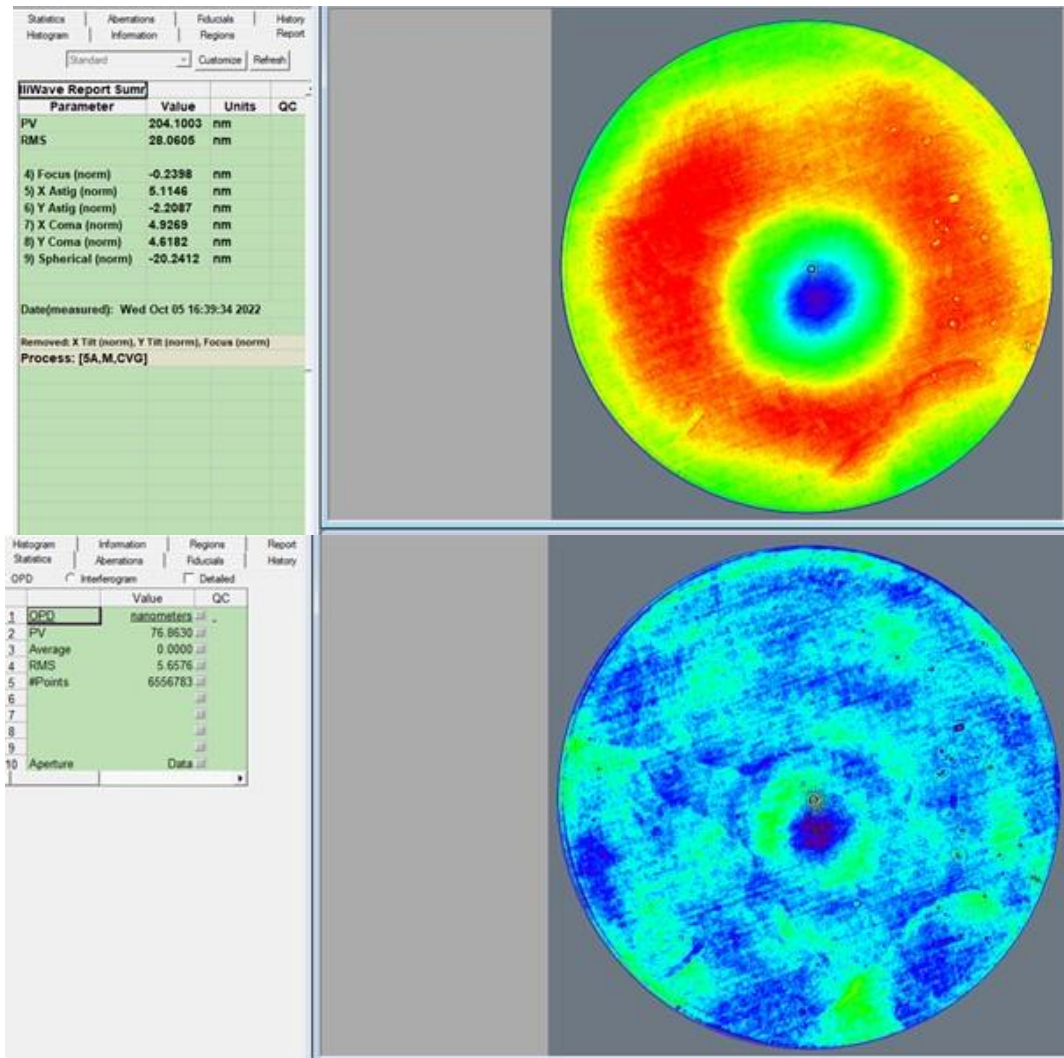 Statistics Aberrations Fiducials History
Histogram Information Regions Report
Standard Customize Refresh
lliWave Report Sumr
Parameter Value Units QC
PV 204.1003 nm
RMS 28.0605 nm
4) Focus (norm) -0.2398 nm
5) X Astig (norm) 5.1146 nm
6) Y Astig (norm) -2.2087 nm
7) X Coma (norm) 4.9269 nm
8) Y Coma (norm) 4.6182 nm
9) Spherical (norm) -20.2412 nm
Date(measured): Wed Oct 05 16:39:34 2022
Removed: X Tilt (norm), Y Tilt (norm), Focus (norm)
Process: [5A,M,CVG]
Histogram Information Regions Report
Statistics Aberrations Fiducials History
OPD Interferogram Detailed
Value QC
1 OPD nanometers
2 PV 76.8630
3 Average 0.0000
4 RMS 5.6576
5 #Points 6556783
6
7
8
9
10 Aperture Data